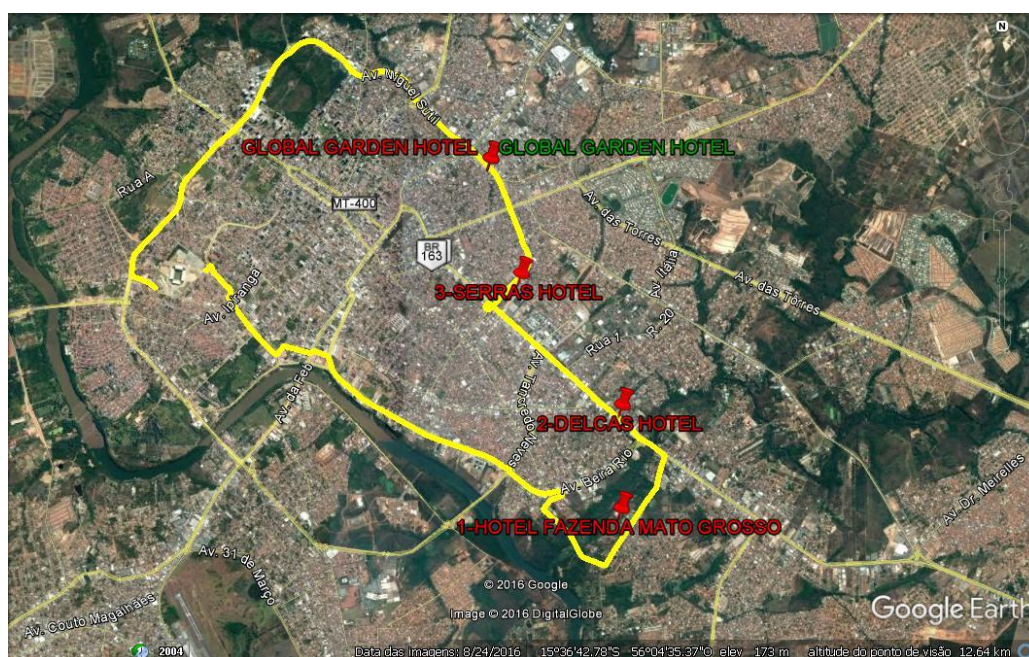 N
Av. Miguel Sutil
GLOBAL GARDEN HOTEL
GLOBAL GARDEN HOTEL
Rua A
MT-400
Av. das Torres
BR
163
Av. Itália
Av. das Torres
3-SERRAS HOTEL
Av. Ipiranga
R. 20
Rua y
Av. da Feb
Av. Tancredo Neves
2-DELCAS HOTEL
Av. Beira Rio
Av. Dr. Meirelles
1-HOTEL FAZENDA MATO GROSSO
Av. 31 de Março
© 2016 Google
Av. Couto Magalhães
Image © 2016 DigitalGlobe
Google Earth
2004
Data das imagens: 8/24/2016 15°36'42.78"S 56°04'35.37"O elev 173 m altitude do ponto de visão 12.64 km